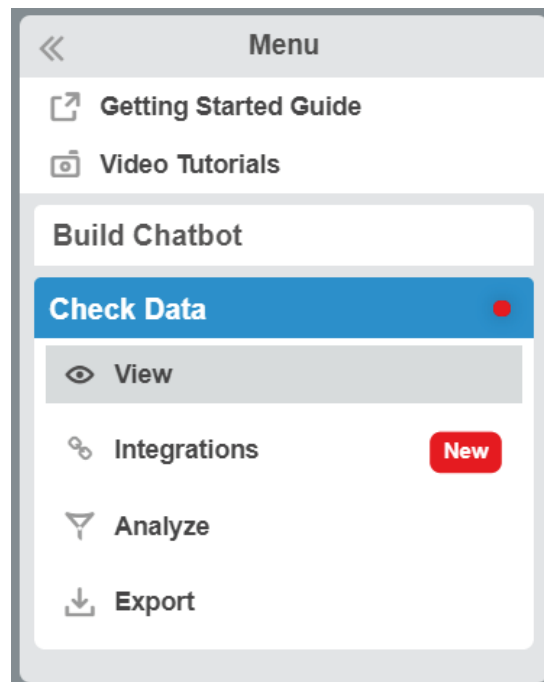 Menu
Getting Started Guide
Video Tutorials
Build Chatbot
Check Data
View
Integrations New
Analyze
Export